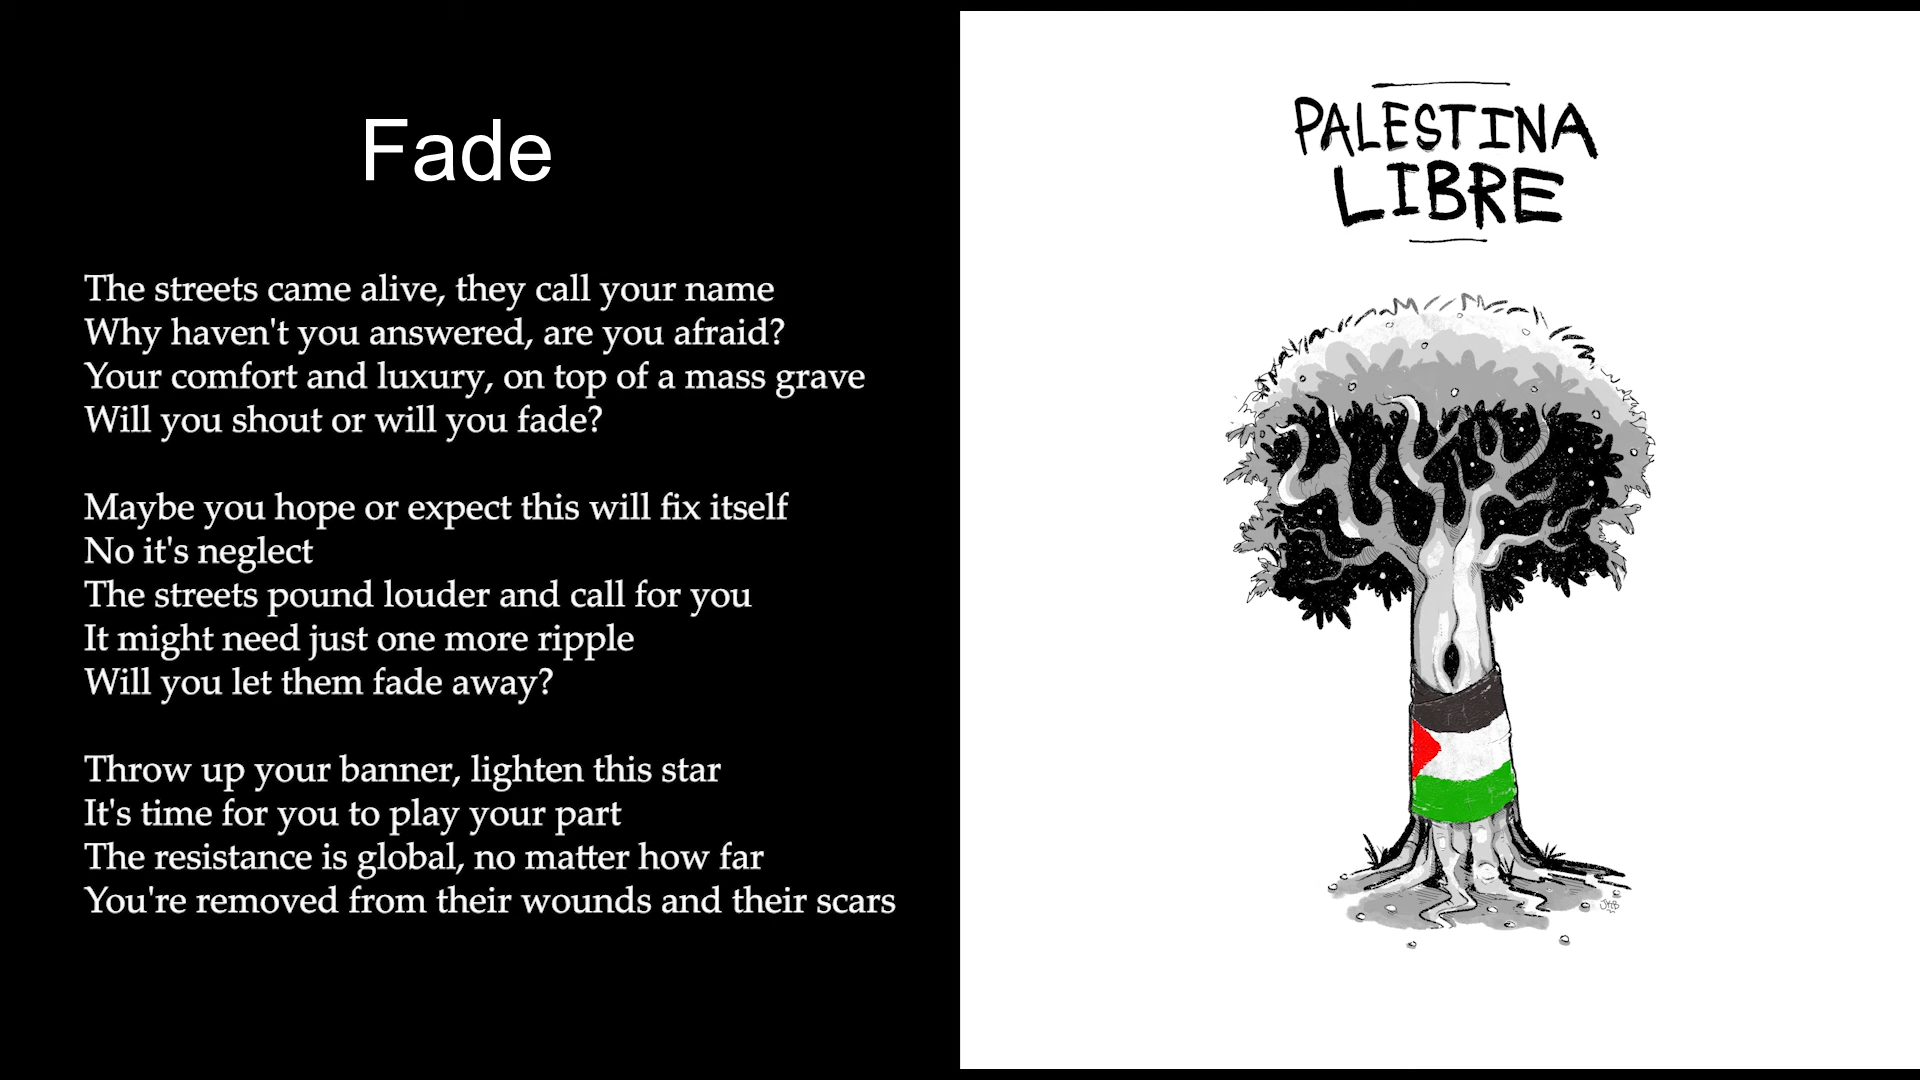 Fade
The streets came alive, they call your name
Why haven't you answered, are you afraid?
Your comfort and luxury, on top of a mass grave
Will you shout or will you fade?
Maybe you hope or expect this will fix itself
No it's neglect
The streets pound louder and call for you
It might need just one more ripple
Will you let them fade away?
Throw up your banner, lighten this star
It's time for you to play your part
The resistance is global, no matter how far
You're removed from their wounds and their scars
PALESTINA
LIBRE